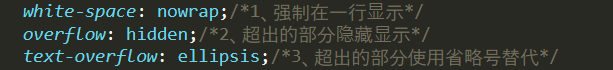 white-space: nowrap;/*1、强制在一行显示*/
overflow: hidden;/*2、超出的部分隐藏显示*/
text-overflow: ellipsis;/*3、超出的部分使用省略号替代*/